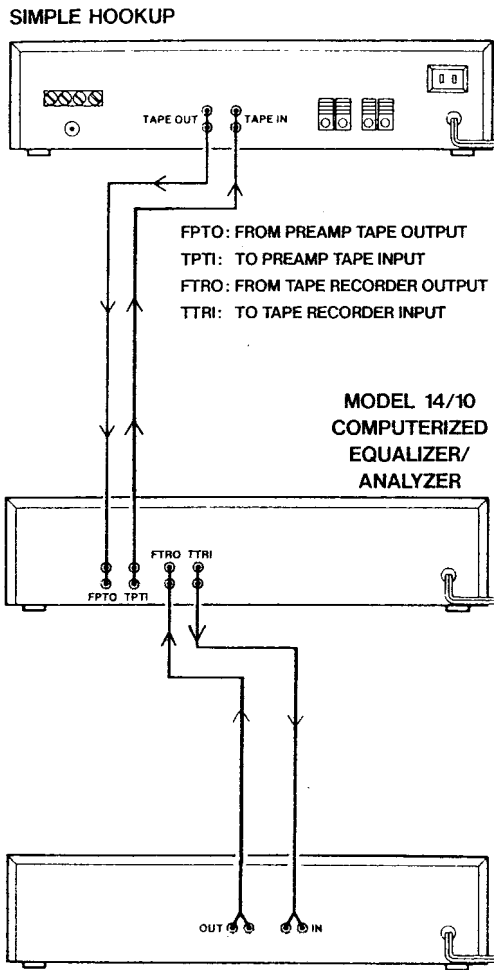 SIMPLE HOOKUP
TAPE OUT
TAPE IN
FPTO: FROM PREAMP TAPE OUTPUT
TPTI: TO PREAMP TAPE INPUT
FTRO: FROM TAPE RECORDER OUTPUT
TTRI: TO TAPE RECORDER INPUT
MODEL 14/10
COMPUTERIZED
EQUALIZER/
ANALYZER
FTRO TTRI
FPTO TPTI
OUT
IN